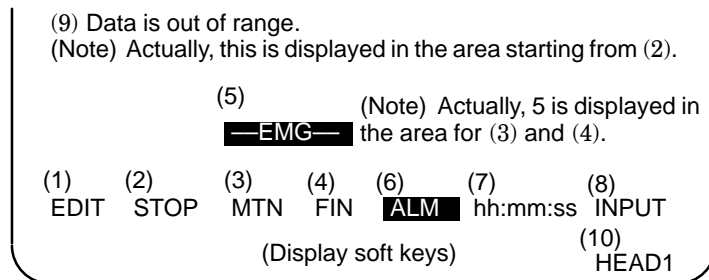 (9) Data is out of range.
(Note) Actually, this is displayed in the area starting from (2).
(5) (Note) Actually, 5 is displayed in
––EMG–– the area for (3) and (4).
(1) (2) (3) (4) (6) (7) (8)
EDIT STOP MTN FIN ALM hh:mm:ss INPUT
(Display soft keys) (10)
HEAD1